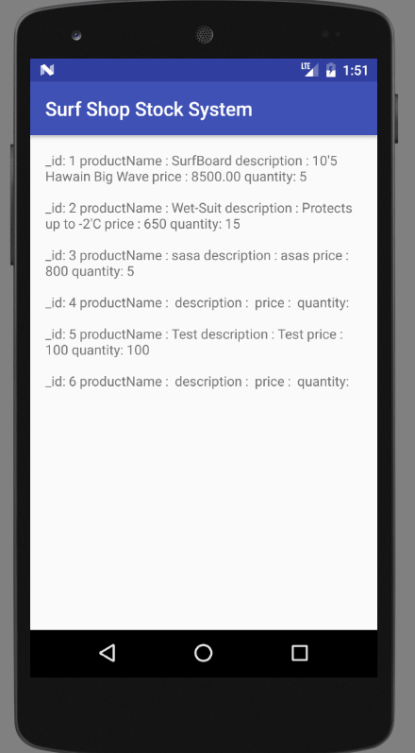 LTE 1:51
Surf Shop Stock System
_id: 1 productName : SurfBoard description : 10'5
Hawain Big Wave price : 8500.00 quantity: 5
_id: 2 productName : Wet-Suit description : Protects
up to -2'C price : 650 quantity: 15
_id: 3 productName : sasa description : asas price :
800 quantity: 5
_id: 4 productName :  description :  price :  quantity:
_id: 5 productName : Test description : Test price :
100 quantity: 100
_id: 6 productName :  description :  price :  quantity: